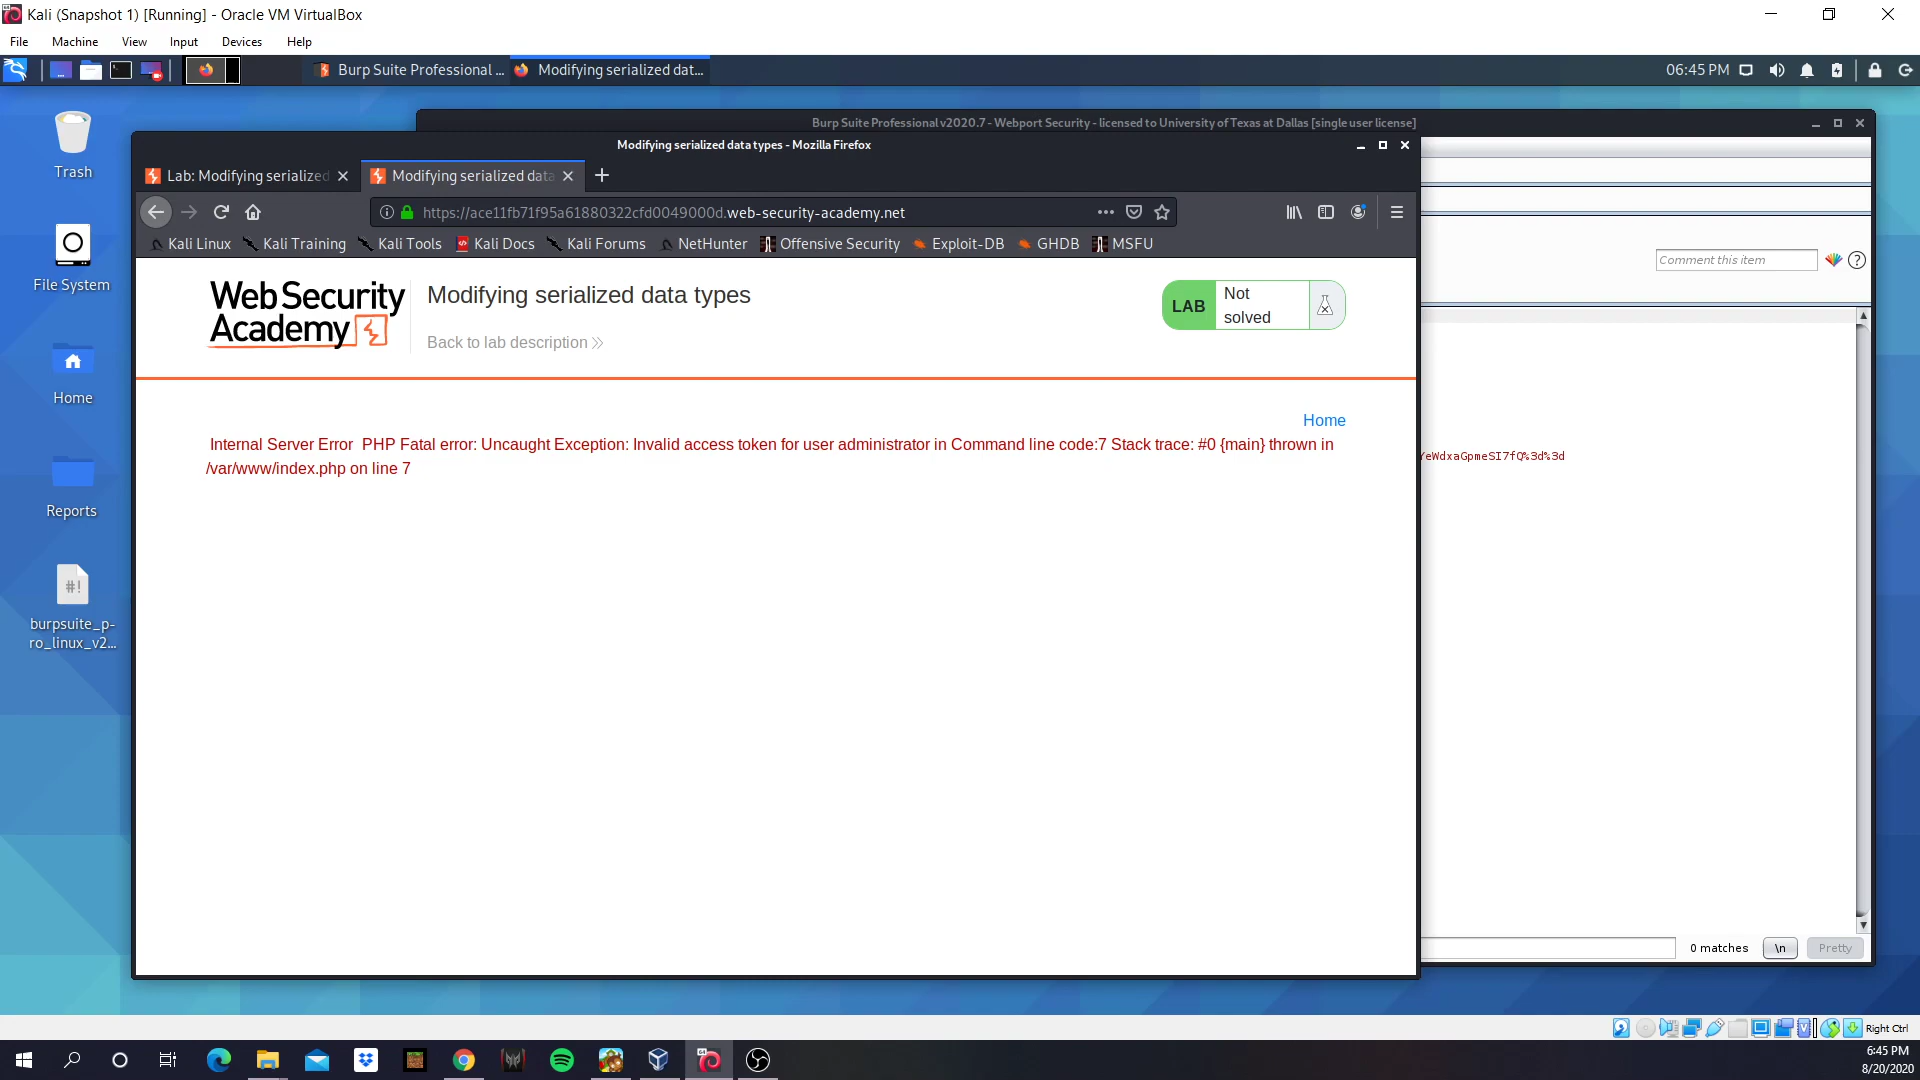 Kali (Snapshot 1) [Running] - Oracle VM VirtualBox
File Machine View Input Devices Help
Burp Suite Professional ... Modifying serialized dat... 06:45 PM
Trash
File System
Home
Reports
burpsuite_p-
ro_linux_v2...
Burp Suite Professional v2020.7 - Webport Security - licensed to University of Texas at Dallas [single user license]
Modifying serialized data types - Mozilla Firefox
Lab: Modifying serialized Modifying serialized data
https://ace11fb71f95a61880322cfd0049000d.web-security-academy.net
Kali Linux Kali Training Kali Tools Kali Docs Kali Forums NetHunter Offensive Security Exploit-DB GHDB MSFU
Comment this item
Web Security
Academy
Modifying serialized data types
Back to lab description
LAB
Not
solved
Home
Internal Server Error PHP Fatal error: Uncaught Exception: Invalid access token for user administrator in Command line code:7 Stack trace: #0 {main} thrown in
/var/www/index.php on line 7
YeWdxaGpmeSI7fQ%3d%3d
0 matches \n Pretty
Right Ctrl
6:45 PM
8/20/2020